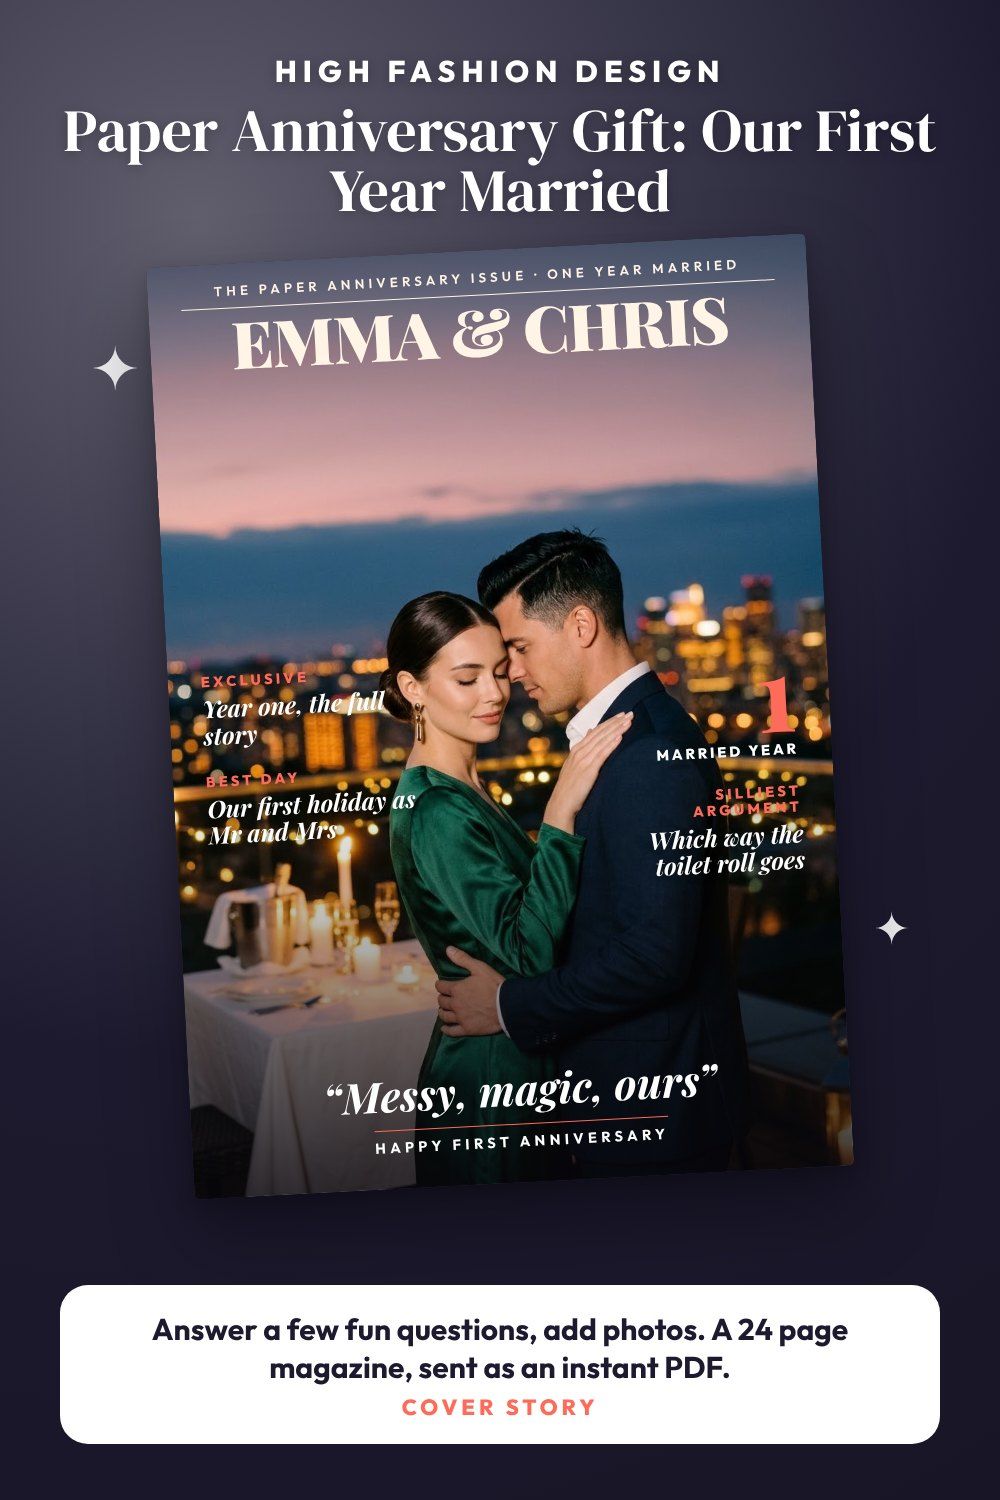 HIGH FASHION DESIGN
Paper Anniversary Gift: Our First
Year Married
THE PAPER ANNIVERSARY ISSUE · ONE YEAR MARRIED
EMMA & CHRIS
EXCLUSIVE
Year one, the full
story
BEST DAY
Our first holiday as
Mr and Mrs
1
MARRIED YEAR
SILLIEST
ARGUMENT
Which way the
toilet roll goes
“Messy, magic, ours”
HAPPY FIRST ANNIVERSARY
Answer a few fun questions, add photos. A 24 page
magazine, sent as an instant PDF.
COVER STORY